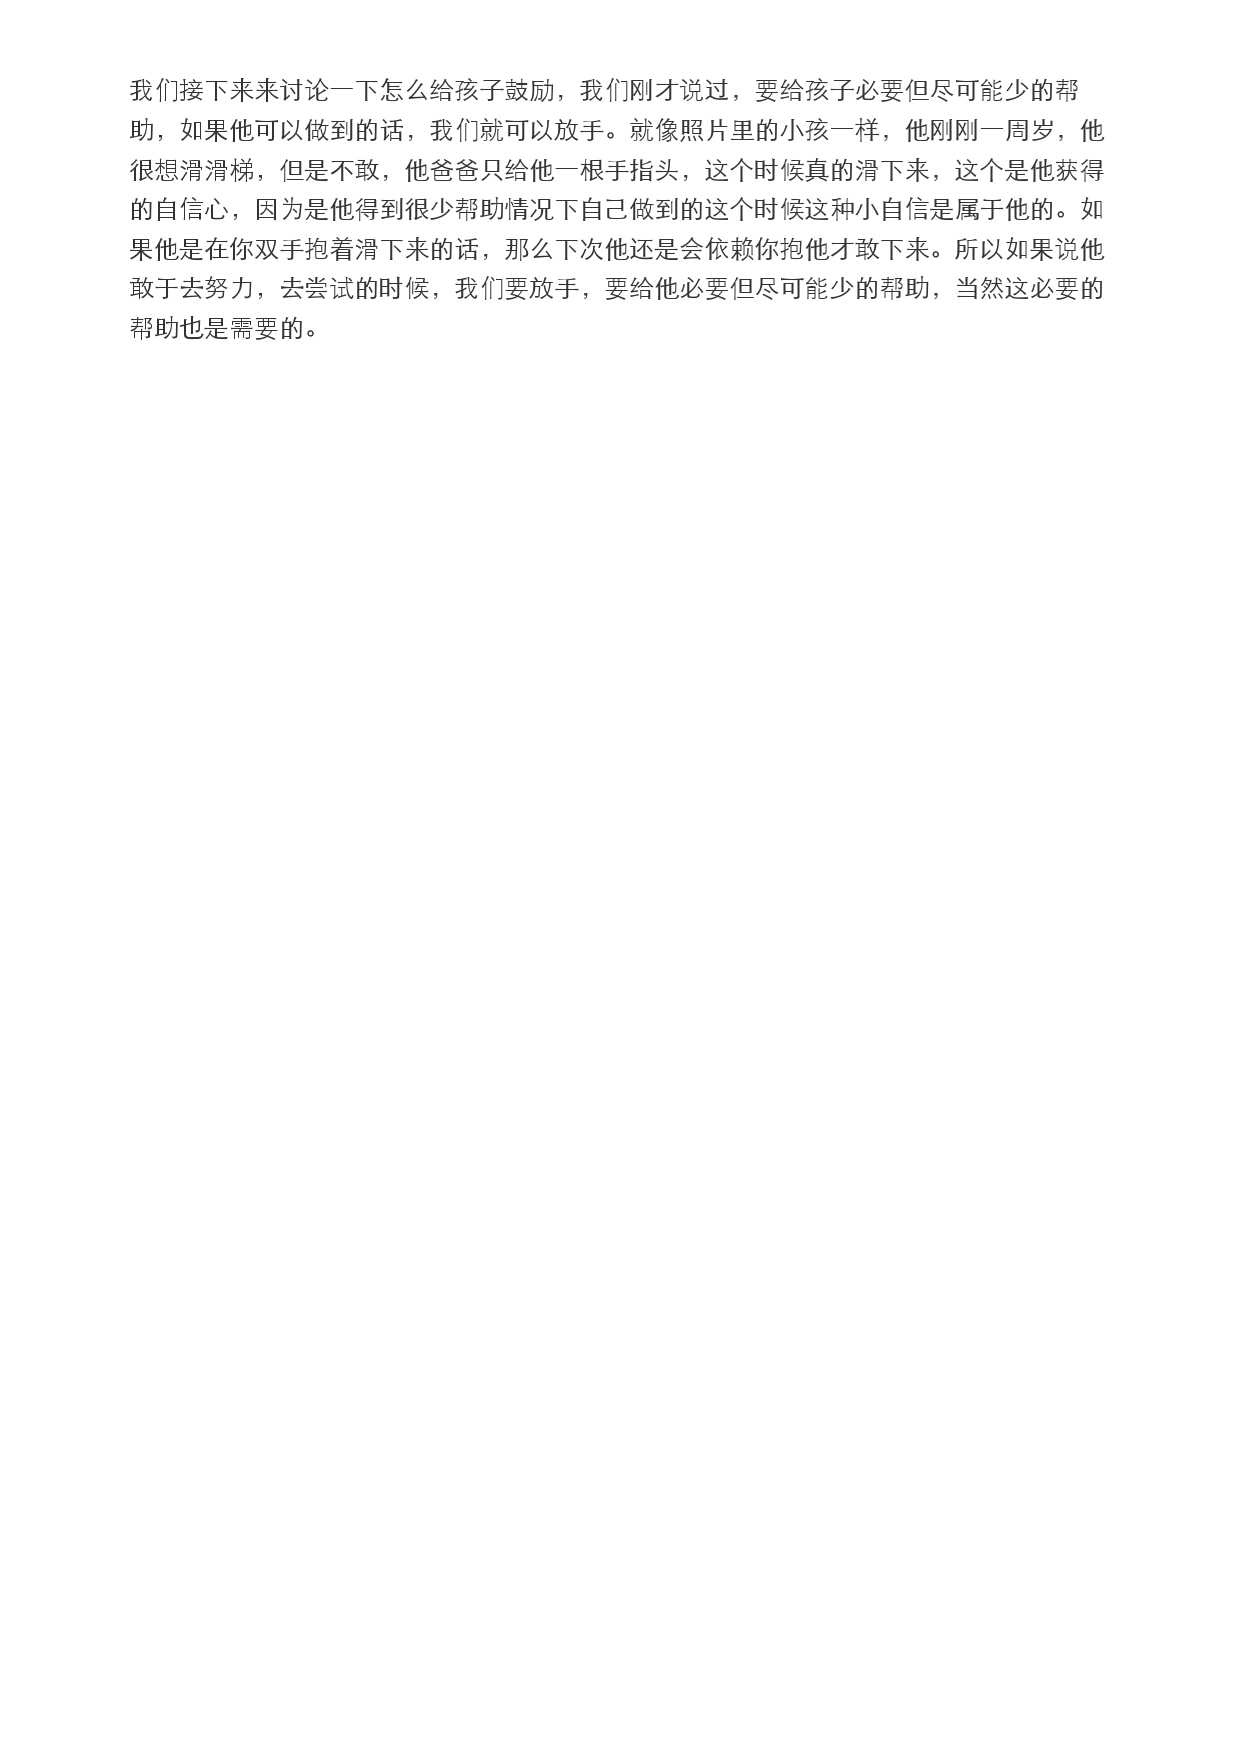 我们接下来来讨论一下怎么给孩子鼓励，我们刚才说过，要给孩子必要但尽可能少的帮
助，如果他可以做到的话，我们就可以放手。就像照片里的小孩一样，他刚刚一周岁，他
很想滑滑梯，但是不敢，他爸爸只给他一根手指头，这个时候真的滑下来，这个是他获得
的自信心，因为是他得到很少帮助情况下自己做到的这个时候这种小自信是属于他的。如
果他是在你双手抱着滑下来的话，那么下次他还是会依赖你抱他才敢下来。所以如果说他
敢于去努力，去尝试的时候，我们要放手，要给他必要但尽可能少的帮助，当然这必要的
帮助也是需要的。